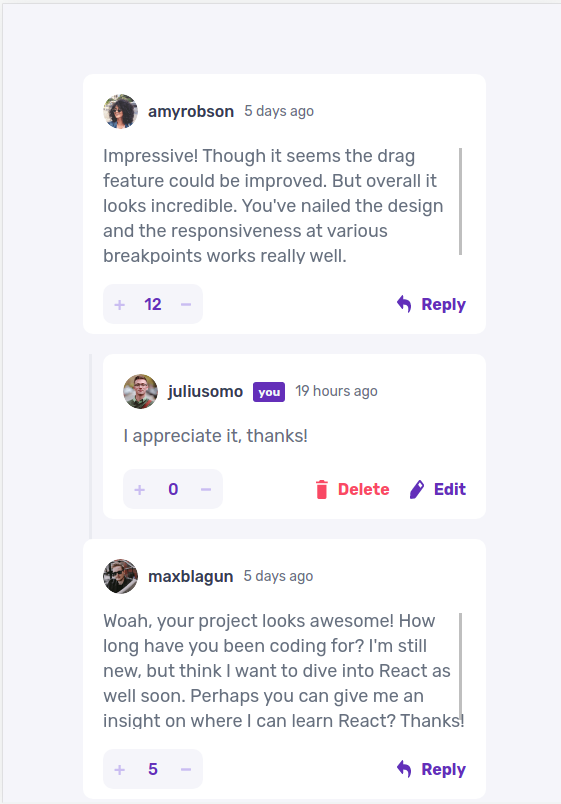 amyrobson 5 days ago
Impressive! Though it seems the drag
feature could be improved. But overall it
looks incredible. You've nailed the design
and the responsiveness at various
breakpoints works really well.
+ 12 −
Reply
juliusomo you 19 hours ago
I appreciate it, thanks!
+ 0 −
Delete Edit
maxblagun 5 days ago
Woah, your project looks awesome! How
long have you been coding for? I'm still
new, but think I want to dive into React as
well soon. Perhaps you can give me an
insight on where I can learn React? Thanks!
+ 5 −
Reply